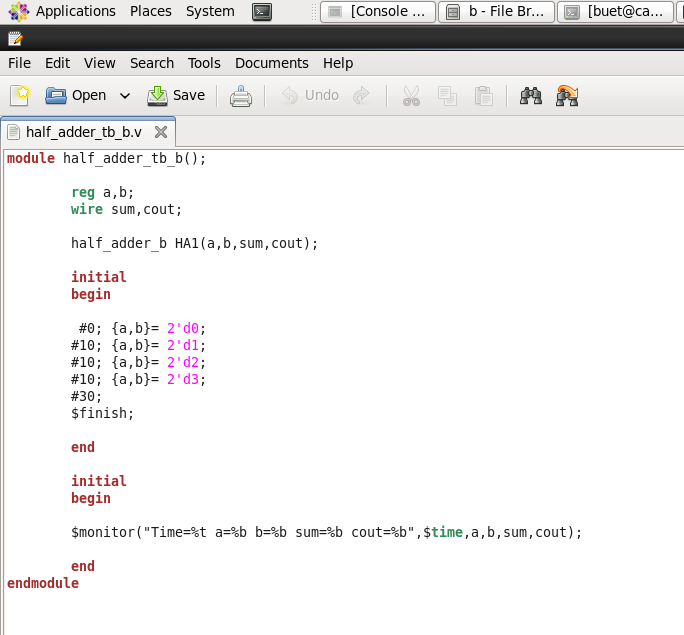 Applications Places System [Console ... b - File Br... [buet@ca...
File Edit View Search Tools Documents Help
Open Save Undo
half_adder_tb_b.v
module half_adder_tb_b();
reg a,b;
wire sum,cout;
half_adder_b HA1(a,b,sum,cout);
initial
begin
#0; {a,b}= 2'd0;
#10; {a,b}= 2'd1;
#10; {a,b}= 2'd2;
#10; {a,b}= 2'd3;
#30;
$finish;
end
initial
begin
$monitor("Time=%t a=%b b=%b sum=%b cout=%b",$time,a,b,sum,cout);
end
endmodule